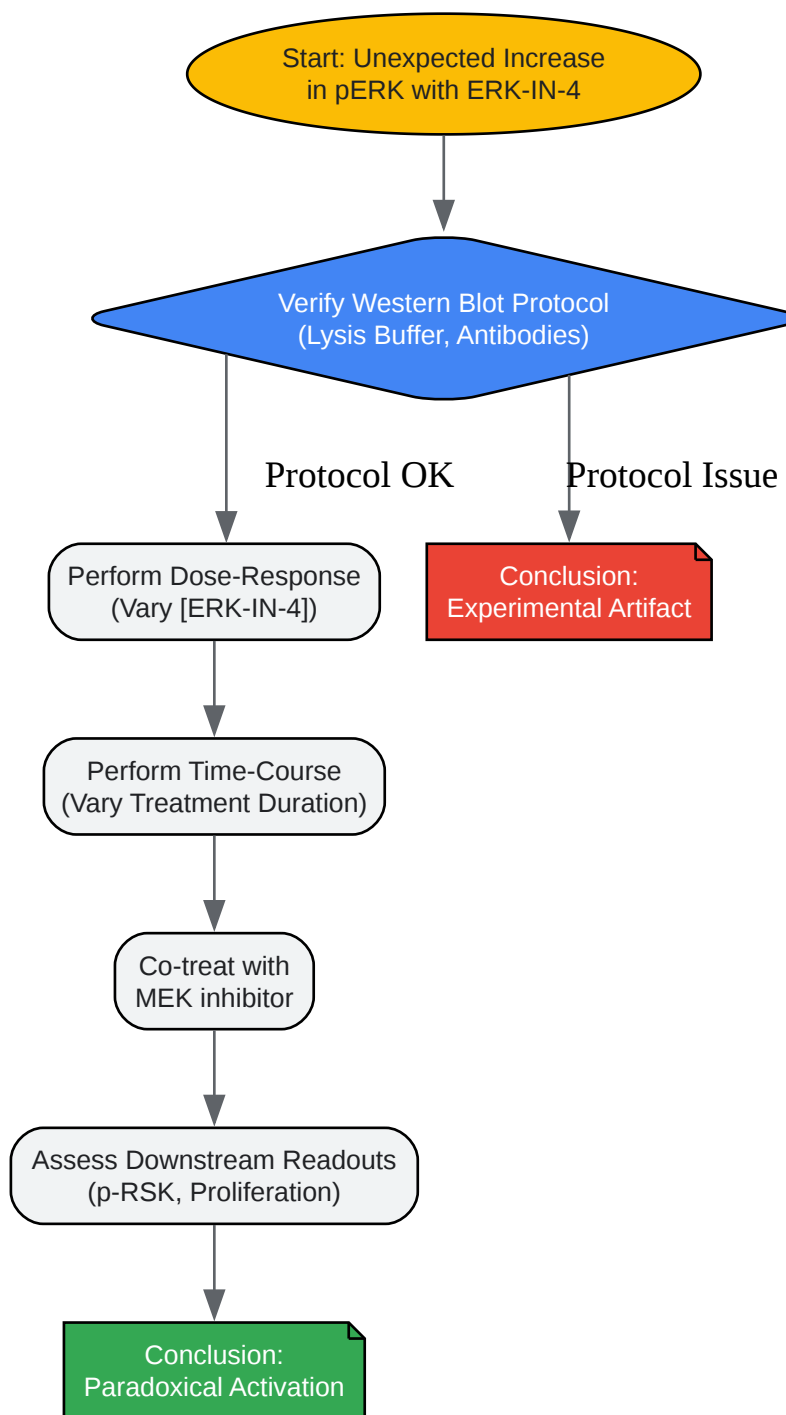 Start: Unexpected Increase
in pERK with ERK-IN-4
Verify Western Blot Protocol
(Lysis Buffer, Antibodies)
Protocol OK
Protocol Issue
Perform Dose-Response
(Vary [ERK-IN-4])
Conclusion:
Experimental Artifact
Perform Time-Course
(Vary Treatment Duration)
Co-treat with
MEK inhibitor
Assess Downstream Readouts
(p-RSK, Proliferation)
Conclusion:
Paradoxical Activation